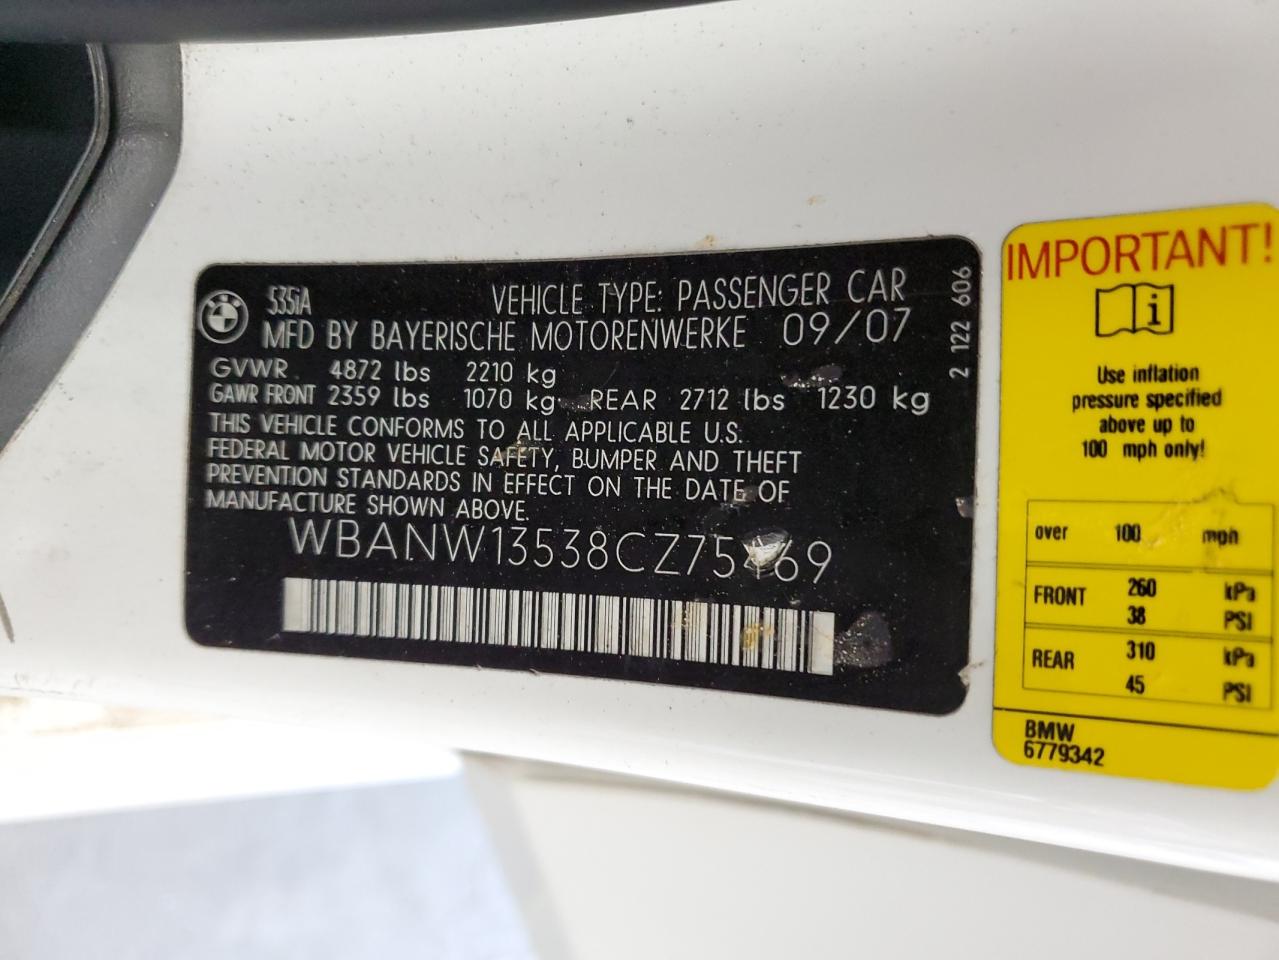 535iA VEHICLE TYPE: PASSENGER CAR
MFD BY BAYERISCHE MOTORENWERKE 09/07
GVWR 4872 lbs 2210 kg
GAWR FRONT 2359 lbs 1070 kg REAR 2712 lbs 1230 kg
THIS VEHICLE CONFORMS TO ALL APPLICABLE U.S.
FEDERAL MOTOR VEHICLE SAFETY, BUMPER AND THEFT
PREVENTION STANDARDS IN EFFECT ON THE DATE OF
MANUFACTURE SHOWN ABOVE.
WBANW13538CZ75469
2 122 606
IMPORTANT!
i
Use inflation
pressure specified
above up to
100 mph only!
over 100 mph
FRONT 260 kPa
38 PSI
REAR 310 kPa
45 PSI
BMW
6779342